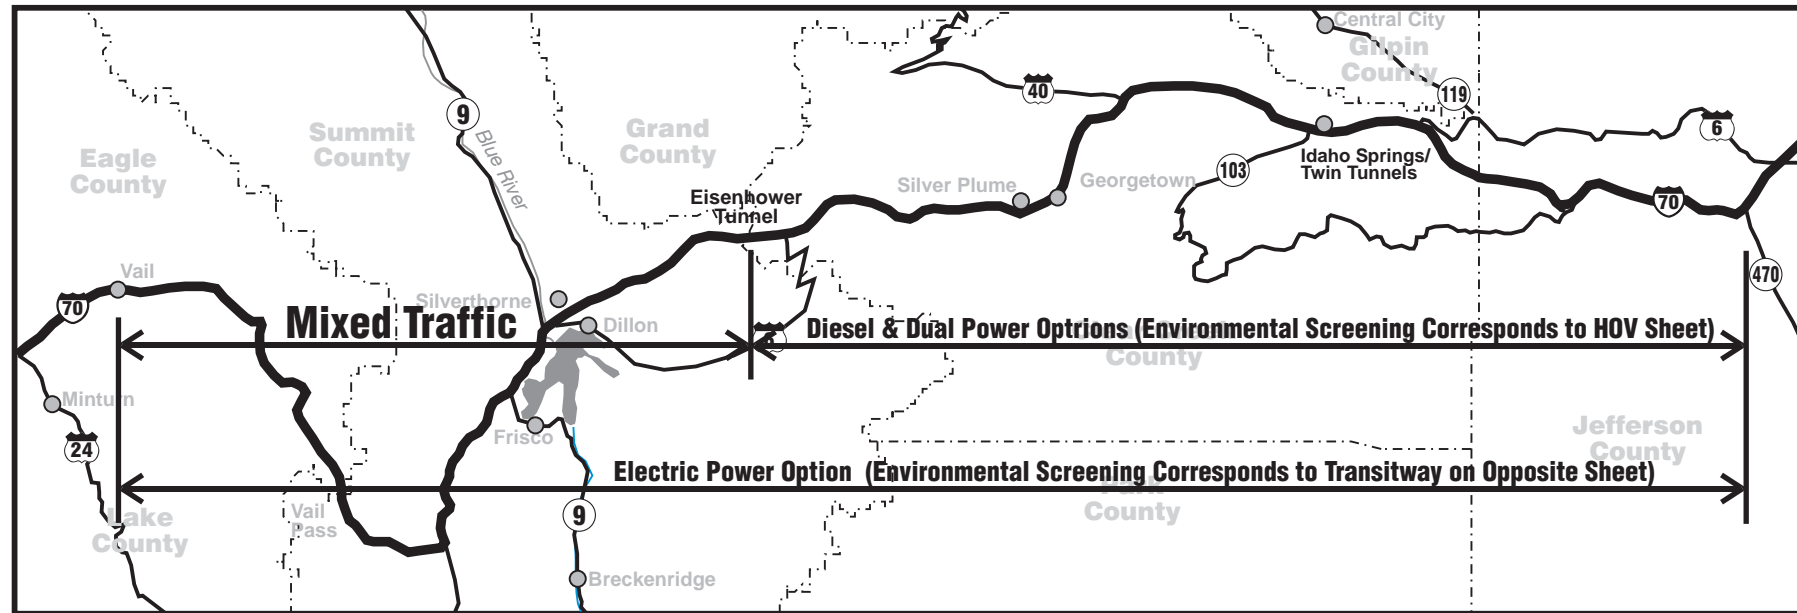 Central City
Gilpin
County
40
119
9
6
Summit
County
Grand
County
Eagle
County
Blue River
Idaho Springs/
Twin Tunnels
103
Silver Plume
Georgetown
Eisenhower
Tunnel
70
Vail
470
70
Silverthorne
Mixed Traffic
Dillon
Diesel & Dual Power Optrions (Environmental Screening Corresponds to HOV Sheet)
6
County
Minturn
Jefferson
County
Frisco
24
Electric Power Option (Environmental Screening Corresponds to Transitway on Opposite Sheet)
Park
County
Vail
Pass
9
Lake
County
Breckenridge